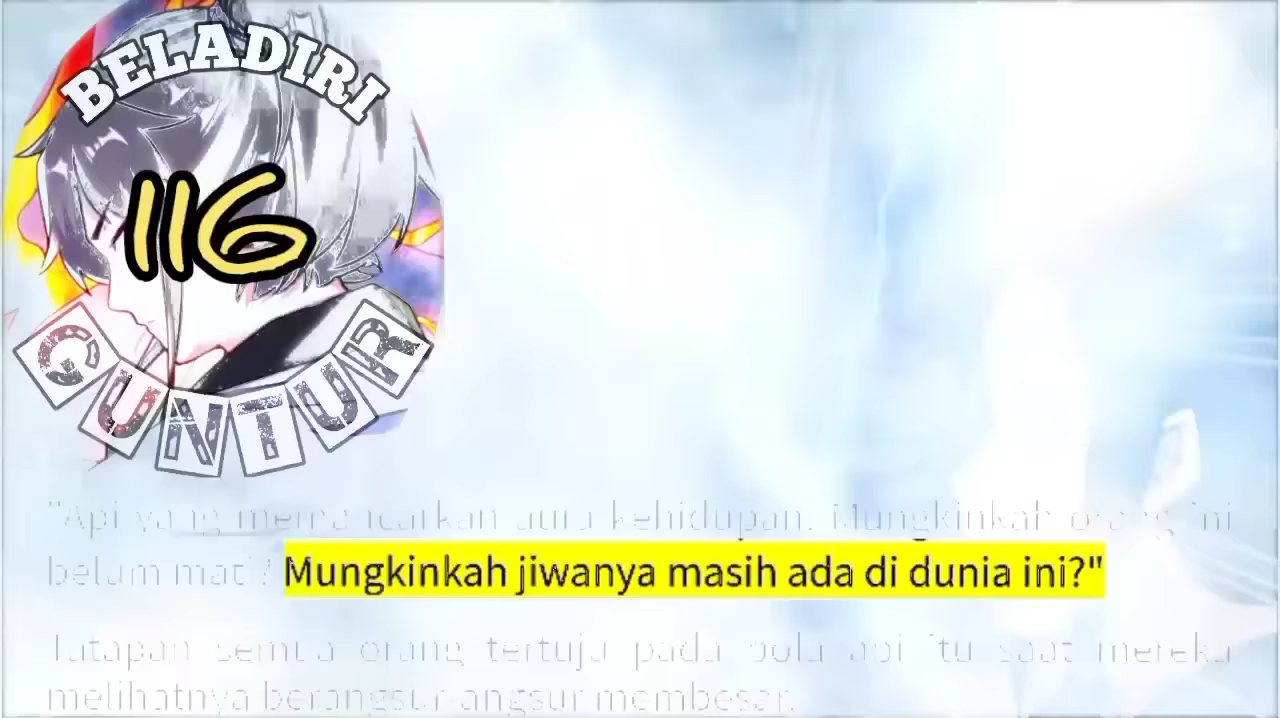 BELADIRI
116
GUNTUR
"Api yang memancarkan aura kehidupan. Mungkinkah orang ini
belum mati? Mungkinkah jiwanya masih ada di dunia ini?"
Tatapan semua orang tertuju pada bola api itu saat mereka
melihatnya berangsur-angsur membesar.